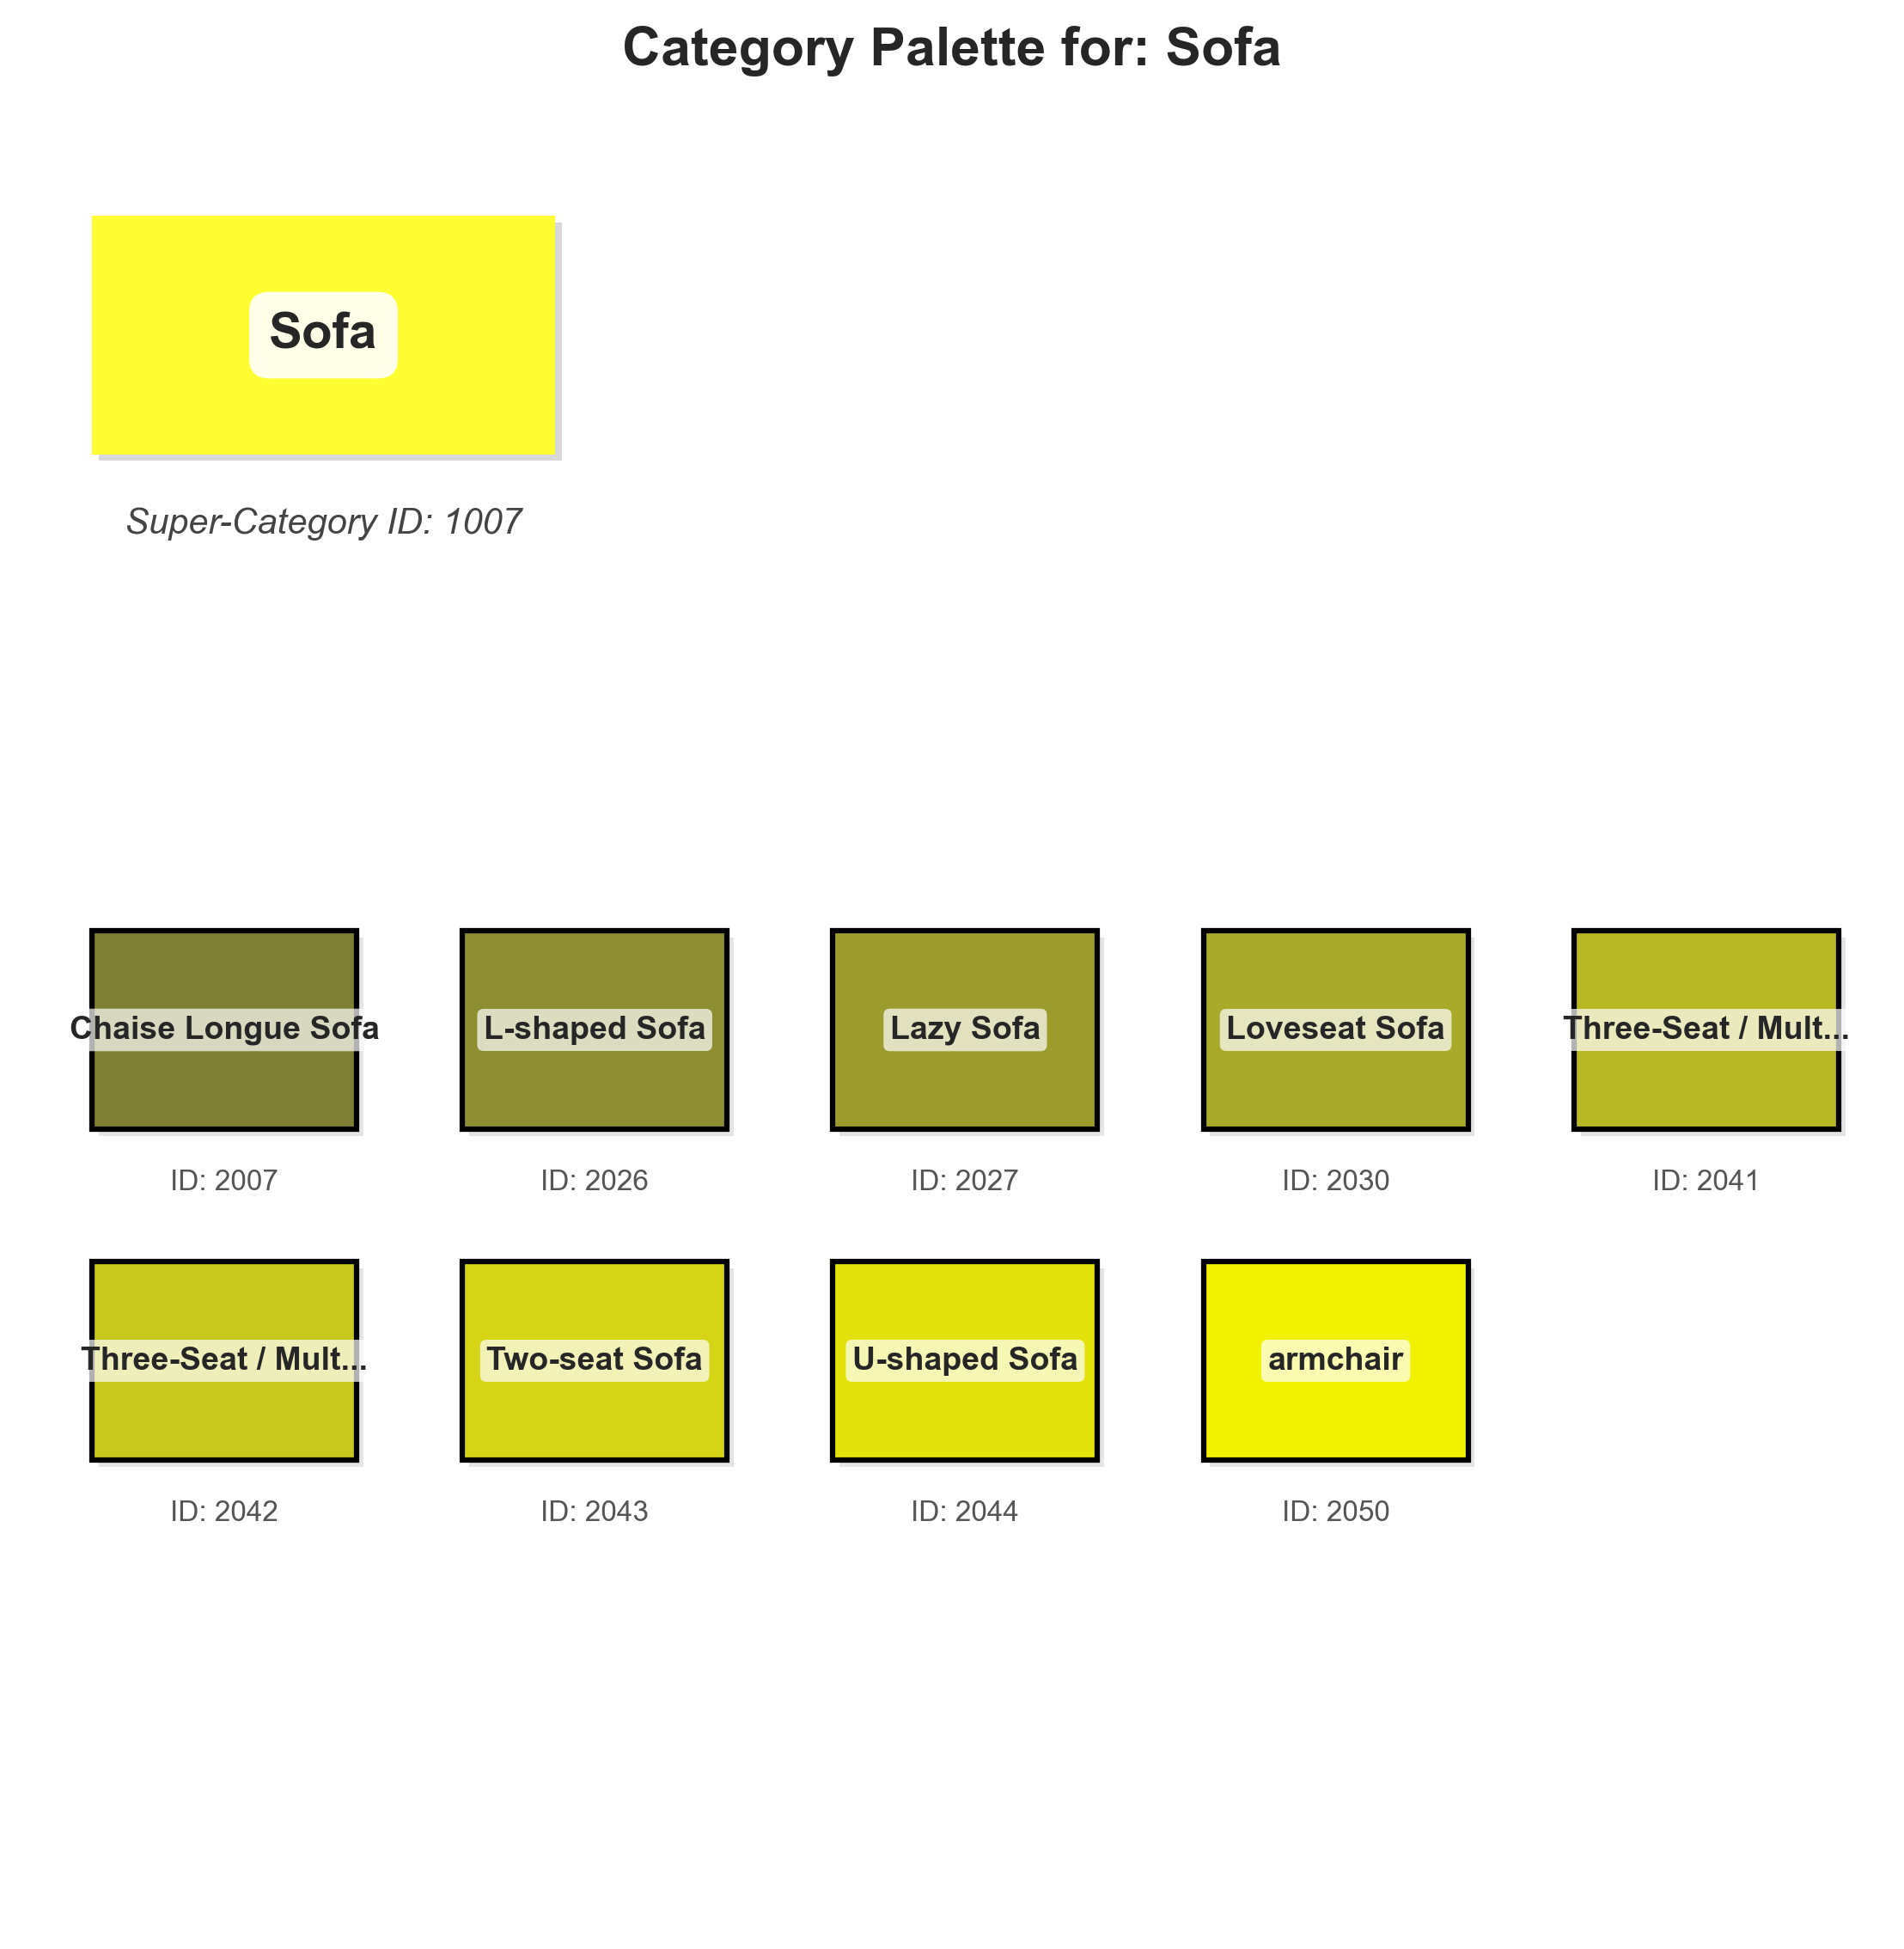 Category Palette for: Sofa
Sofa
Super-Category ID: 1007
Chaise Longue Sofa
L-shaped Sofa
Lazy Sofa
Loveseat Sofa
Three-Seat / Mult...
ID: 2007
ID: 2026
ID: 2027
ID: 2030
ID: 2041
Three-Seat / Mult...
Two-seat Sofa
U-shaped Sofa
armchair
ID: 2042
ID: 2043
ID: 2044
ID: 2050